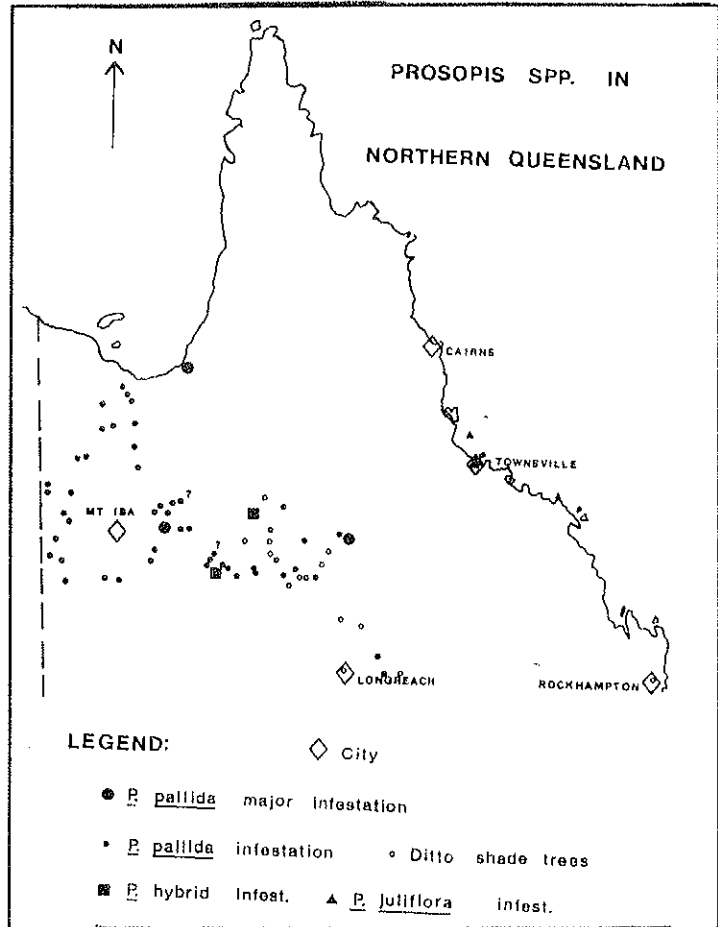 PROSOPIS SPP. IN
NORTHERN QUEENSLAND
N
CAIRNS
TOWNSVILLE
MT ISA
?
?
LONGREACH
ROCKHAMPTON
LEGEND:
City
P. pallida major infestation
P. pallida infestation
Ditto shade trees
P. hybrid Infest.
P. juliflora infest.